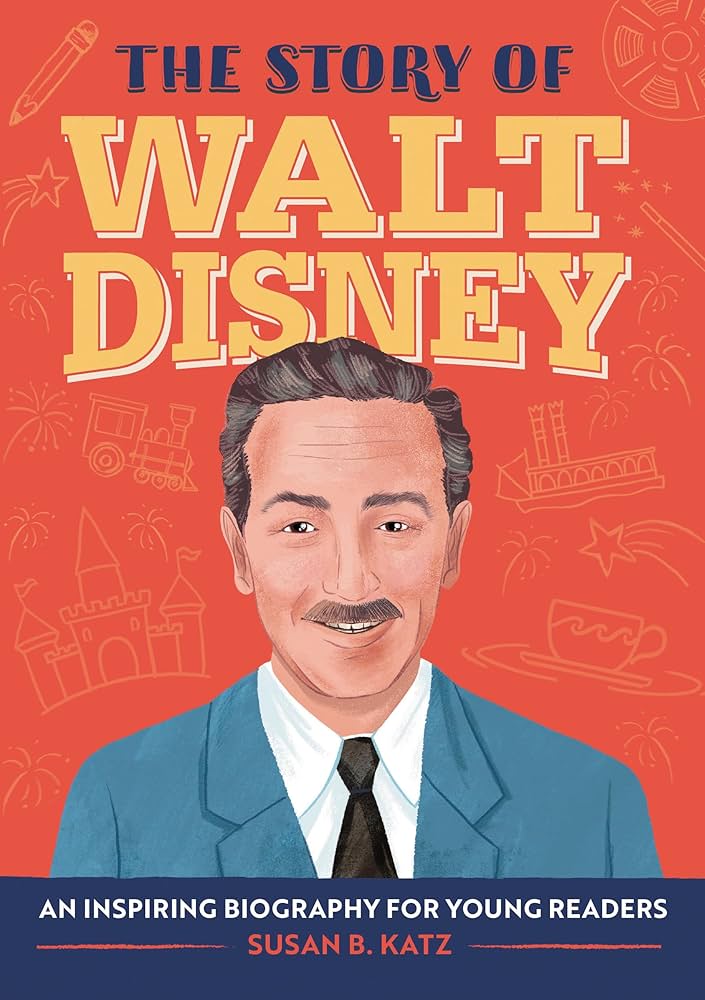 THE STORY OF
WALT
DISNEY
AN INSPIRING BIOGRAPHY FOR YOUNG READERS
SUSAN B. KATZ